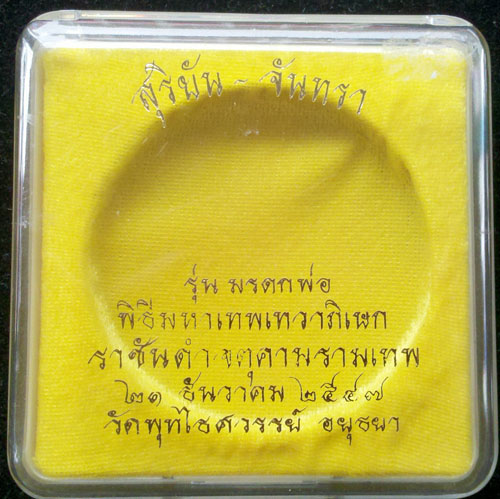 สุริยัน - จันทรา
รุ่น มรดกพ่อ
พิธีมหาเทพเทวาภิเษก
ราชันดำ จตุคามรามเทพ
๒๑ ธันวาคม ๒๕๔๗
วัดพุทไธศวรรย์ อยุธยา